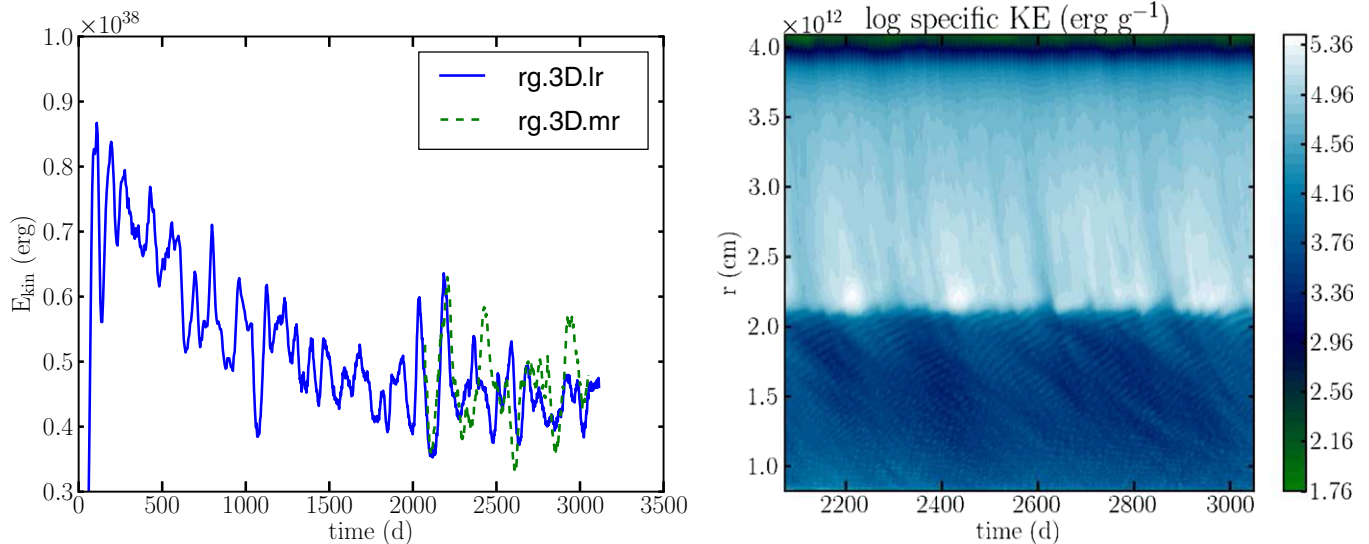 ×10^38
1.0
0.9
0.8
0.7
0.6
0.5
0.4
0.3
E_kin (erg)
0 500 1000 1500 2000 2500 3000 3500
time (d)
rg.3D.lr
rg.3D.mr
×10^12 log specific KE (erg g^−1)
4.0
3.5
3.0
2.5
2.0
1.5
1.0
r (cm)
2200 2400 2600 2800 3000
time (d)
5.36
4.96
4.56
4.16
3.76
3.36
2.96
2.56
2.16
1.76